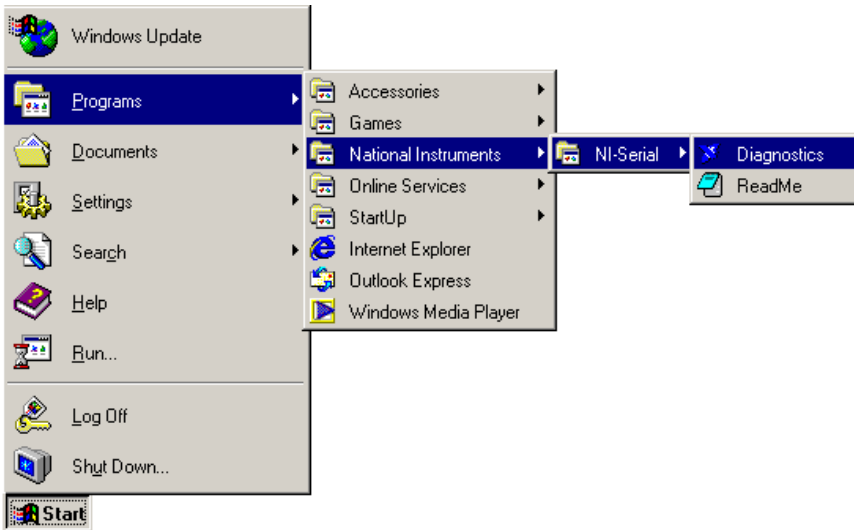 Windows Update
Programs
Documents
Settings
Search
Help
Run...
Log Off
Shut Down...
Start
Accessories
Games
National Instruments
Online Services
StartUp
Internet Explorer
Outlook Express
Windows Media Player
NI-Serial
Diagnostics
ReadMe